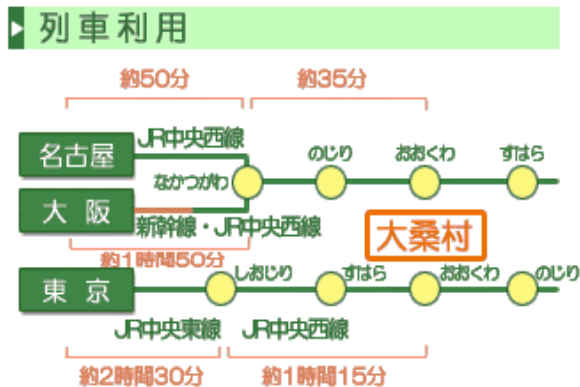 列車利用
約50分 約35分
名古屋 JR中央西線 のじり おおくわ すはら
なかつがわ
大阪 新幹線・JR中央西線 大桑村
約1時間50分
東京 しおじり すはら おおくわ のじり
JR中央東線 JR中央西線
約2時間30分 約1時間15分